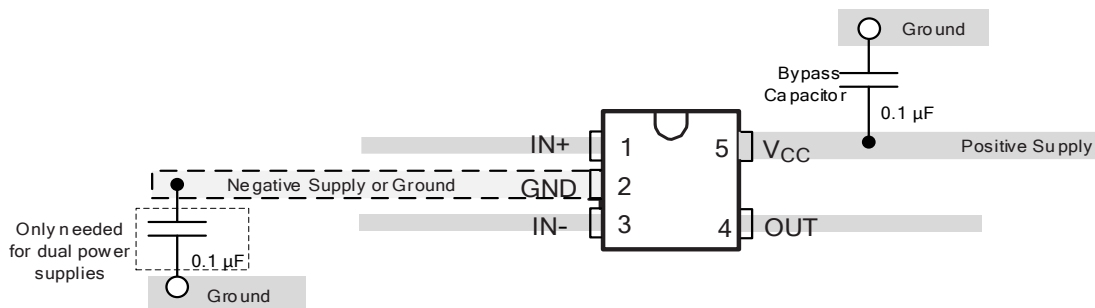 Ground
Bypass
Capacitor
0.1 µF
IN+ 1 5 VCC Positive Supply
Negative Supply or Ground GND 2
IN- 3 4 OUT
Only needed
for dual power
supplies
0.1 µF
Ground